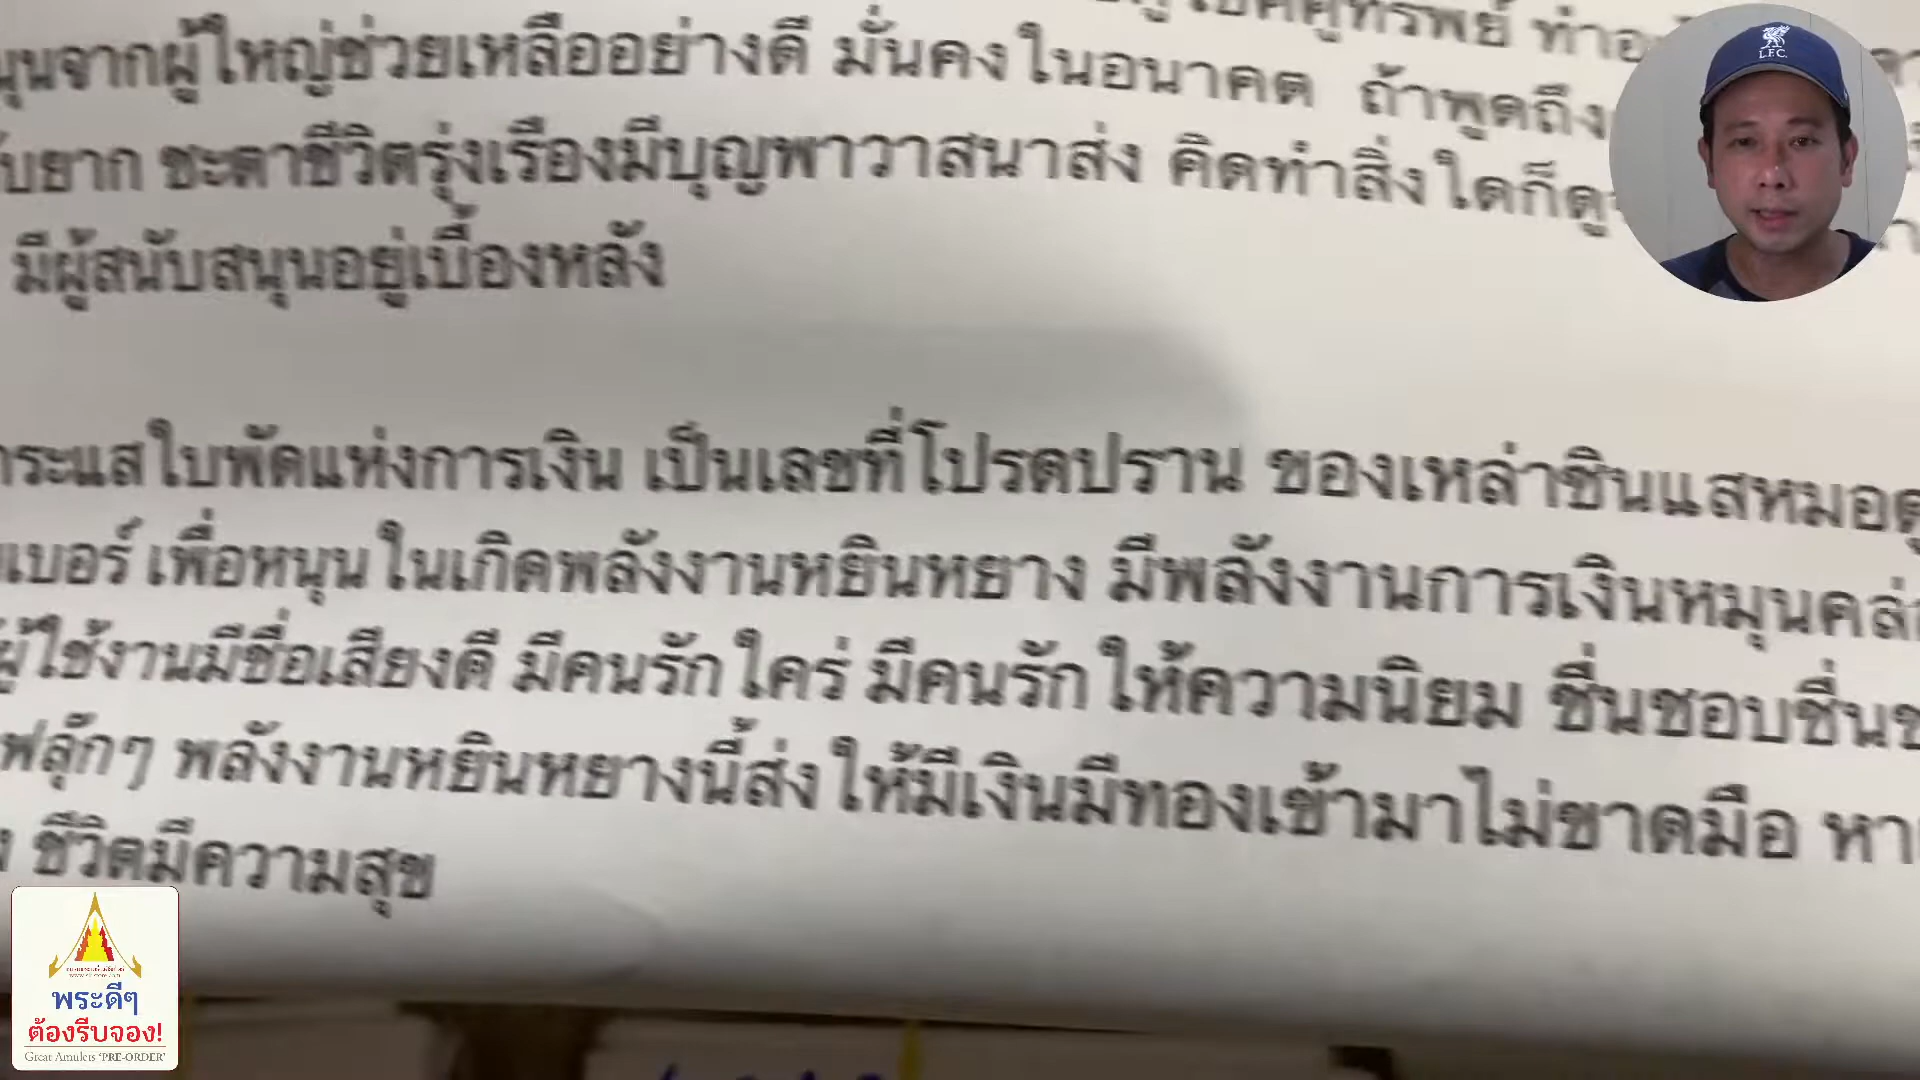 ทรัพย์
นุนจากผู้ใหญ่ช่วยเหลืออย่างดี มั่นคงในอนาคต ถ้าพูดถึง
ับยาก ชะตาชีวิตรุ่งเรืองมีบุญพาวาสนาส่ง คิดทำสิ่งใดก็ดู
มีผู้สนับสนุนอยู่เบื้องหลัง
กระแสใบพัดแห่งการเงิน เป็นเลขที่โปรดปราน ของเหล่าซินแสหมอดู
เบอร์ เพื่อหนุนในเกิดพลังงานหยินหยาง มีพลังงานการเงินหมุนคล่
ผู้ใช้งานมีชื่อเสียงดี มีคนรักใคร่ มีคนรักให้ความนิยม ชื่นชอบชื่น
ฟลุ๊กๆ พลังงานหยินหยางนี้ส่งให้มีเงินมีทองเข้ามาไม่ขาดมือ หา
ชีวิตมีความสุข
L.F.C.
พระดีๆ
ต้องรีบจอง!
Great Amulets 'PRE-ORDER'